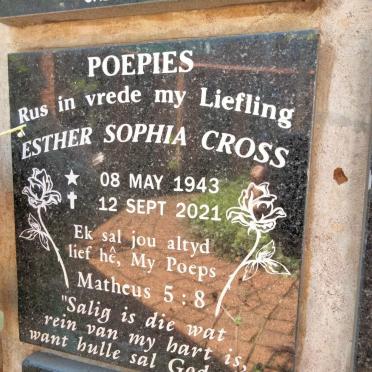 POEPIES
Rus in vrede my Liefling
ESTHER SOPHIA CROSS
08 MAY 1943
12 SEPT 2021
Ek sal jou altyd
lief hê, My Poeps
Matheus 5 : 8
"Salig is die wat
rein van my hart is,
want hulle sal God